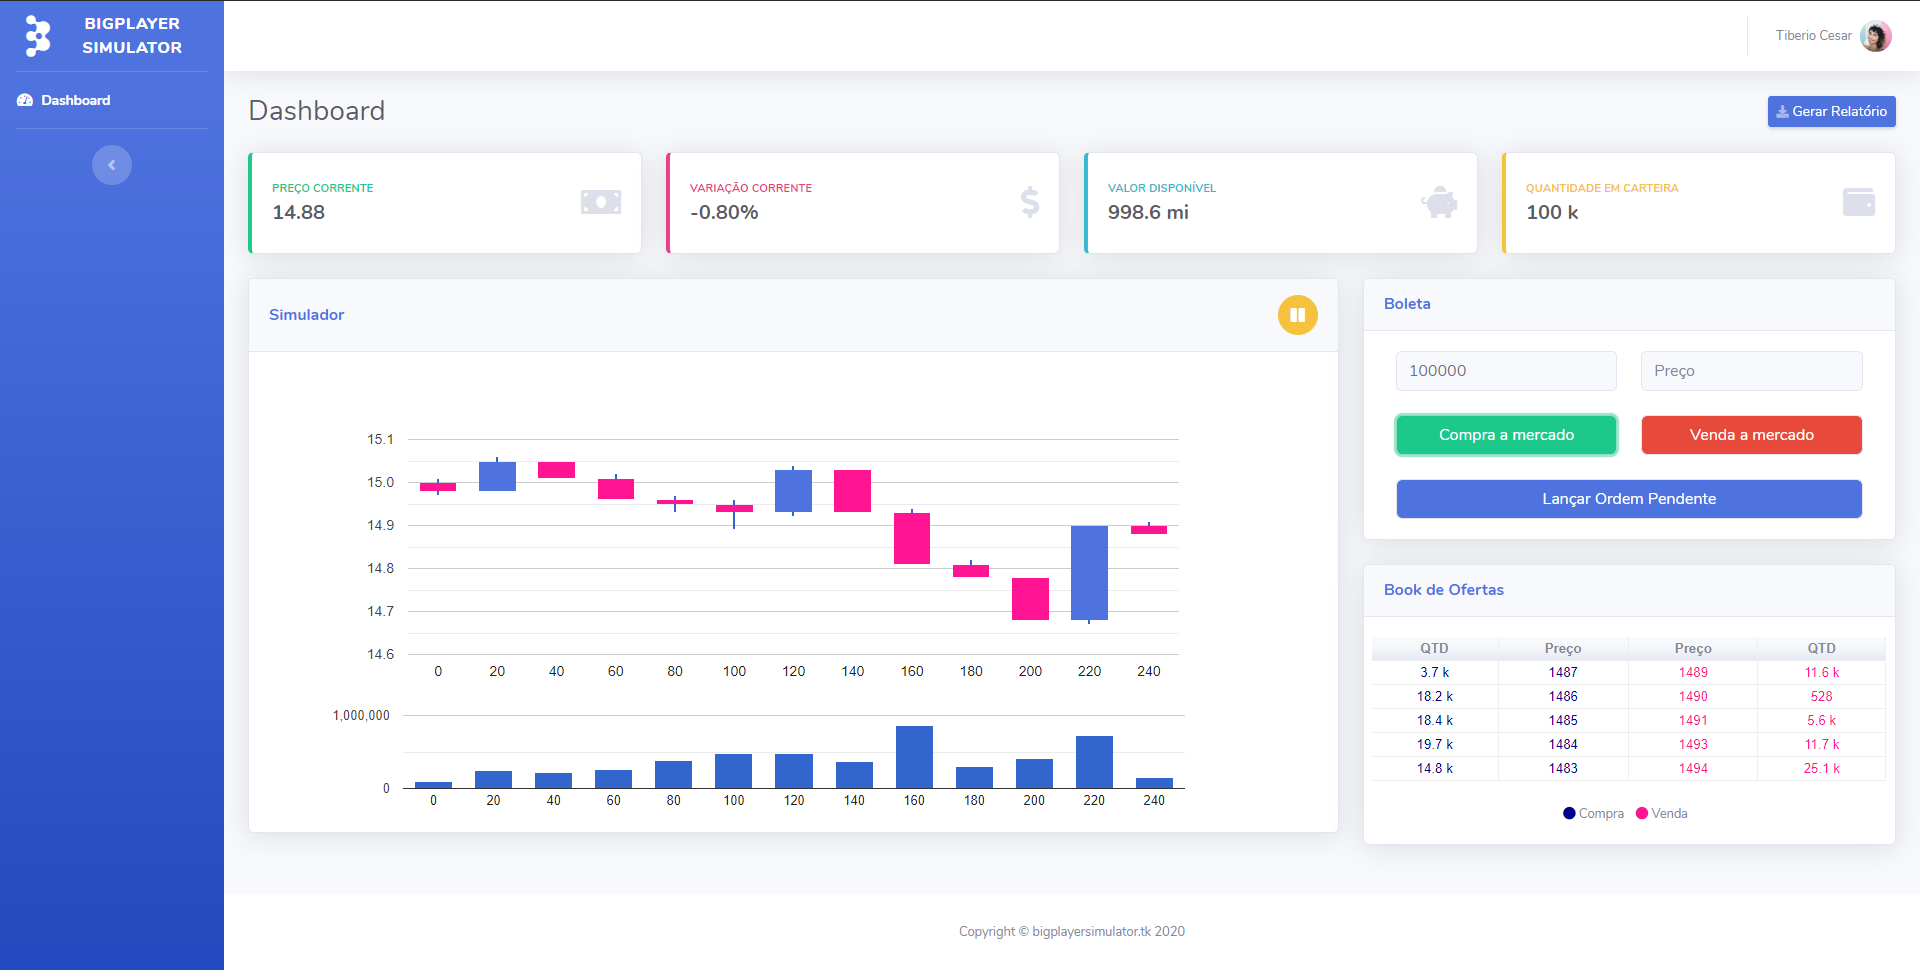 BIGPLAYER
SIMULATOR
Dashboard
Tiberio Cesar
Dashboard
Gerar Relatório
PREÇO CORRENTE
14.88
VARIAÇÃO CORRENTE
-0.80%
$
VALOR DISPONÍVEL
998.6 mi
QUANTIDADE EM CARTEIRA
100 k
Simulador
15.1
15.0
14.9
14.8
14.7
14.6
0 20 40 60 80 100 120 140 160 180 200 220 240
1,000,000
0
0 20 40 60 80 100 120 140 160 180 200 220 240
Boleta
100000 Preço
Compra a mercado Venda a mercado
Lançar Ordem Pendente
Book de Ofertas
QTD Preço Preço QTD
3.7 k 1487 1489 11.6 k
18.2 k 1486 1490 528
18.4 k 1485 1491 5.6 k
19.7 k 1484 1493 11.7 k
14.8 k 1483 1494 25.1 k
Compra Venda
Copyright © bigplayersimulator.tk 2020